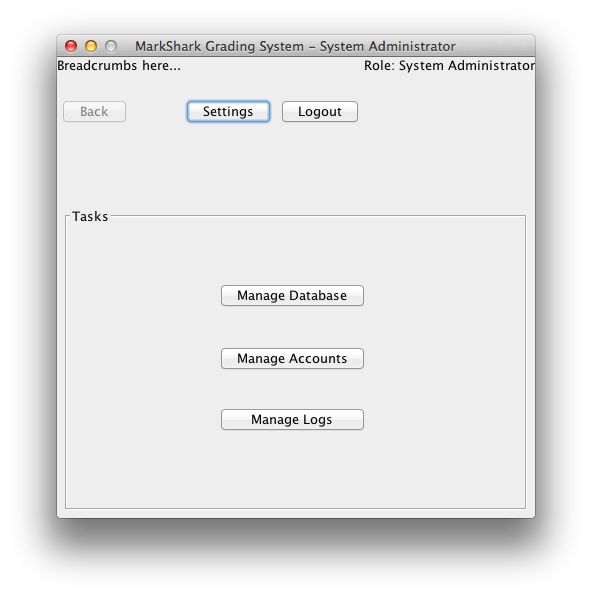 MarkShark Grading System – System Administrator
Breadcrumbs here... Role: System Administrator
Back Settings Logout
Tasks
Manage Database
Manage Accounts
Manage Logs